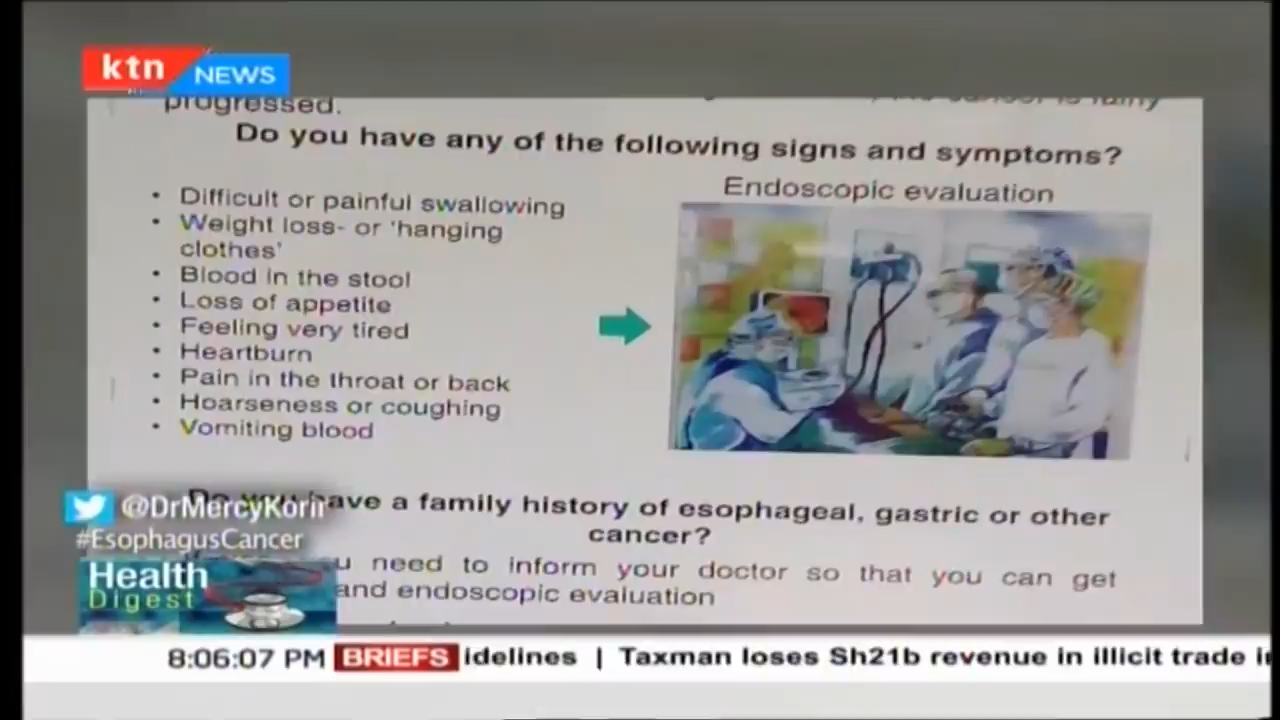 ktn NEWS
progressed.
Do you have any of the following signs and symptoms?
Endoscopic evaluation
• Difficult or painful swallowing
• Weight loss- or 'hanging
clothes'
• Blood in the stool
• Loss of appetite
• Feeling very tired
• Heartburn
• Pain in the throat or back
• Hoarseness or coughing
• Vomiting blood
have a family history of esophageal, gastric or other
cancer?
need to inform your doctor so that you can get
and endoscopic evaluation
@DrMercyKorir
#EsophagusCancer
Health
Digest
8:06:07 PM BRIEFS idelines | Taxman loses Sh21b revenue in illicit trade